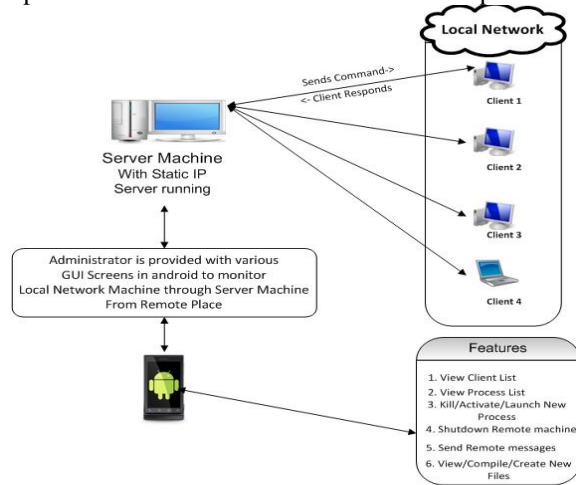 Local Network
Sends Command->
<- Client Responds
Client 1
Client 2
Client 3
Client 4
Server Machine
With Static IP
Server running
Administrator is provided with various
GUI Screens in android to monitor
Local Network Machine through Server Machine
From Remote Place
Features
1. View Client List
2. View Process List
3. Kill/Activate/Launch New
Process
4. Shutdown Remote machine
5. Send Remote messages
6. View/Compile/Create New
Files